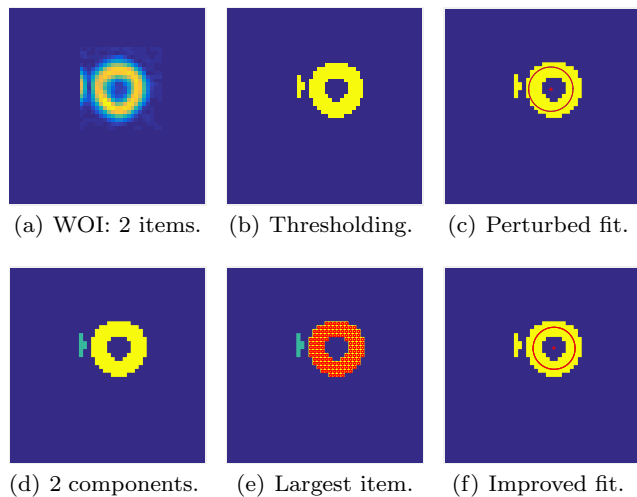 (a) WOI: 2 items. (b) Thresholding. (c) Perturbed fit.
(d) 2 components. (e) Largest item. (f) Improved fit.